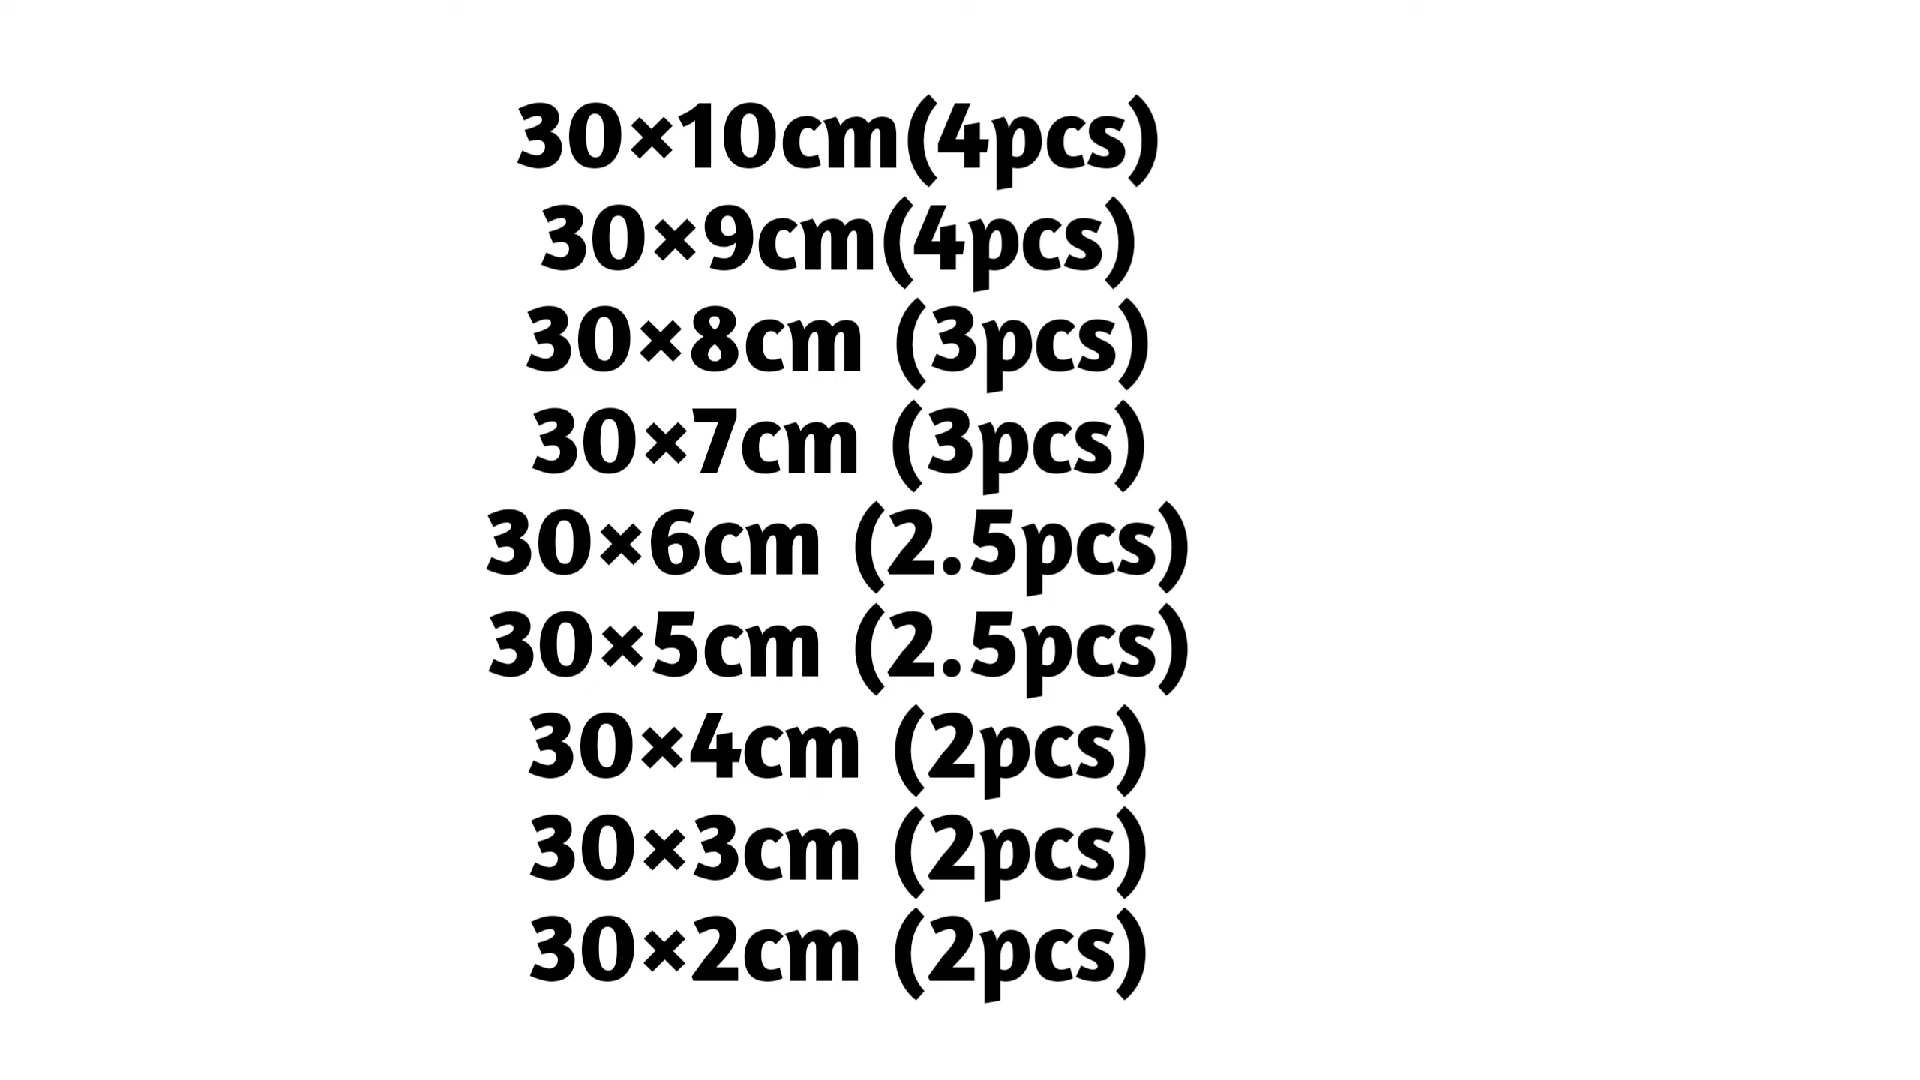 30×10cm(4pcs)
30×9cm(4pcs)
30×8cm (3pcs)
30×7cm (3pcs)
30×6cm (2.5pcs)
30×5cm (2.5pcs)
30×4cm (2pcs)
30×3cm (2pcs)
30×2cm (2pcs)